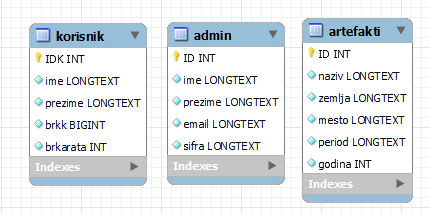 korisnik
IDK INT
ime LONGTEXT
prezime LONGTEXT
brkk BIGINT
brkarata INT
Indexes
admin
ID INT
ime LONGTEXT
prezime LONGTEXT
email LONGTEXT
sifra LONGTEXT
Indexes
artefakti
ID INT
naziv LONGTEXT
zemlja LONGTEXT
mesto LONGTEXT
period LONGTEXT
godina INT
Indexes